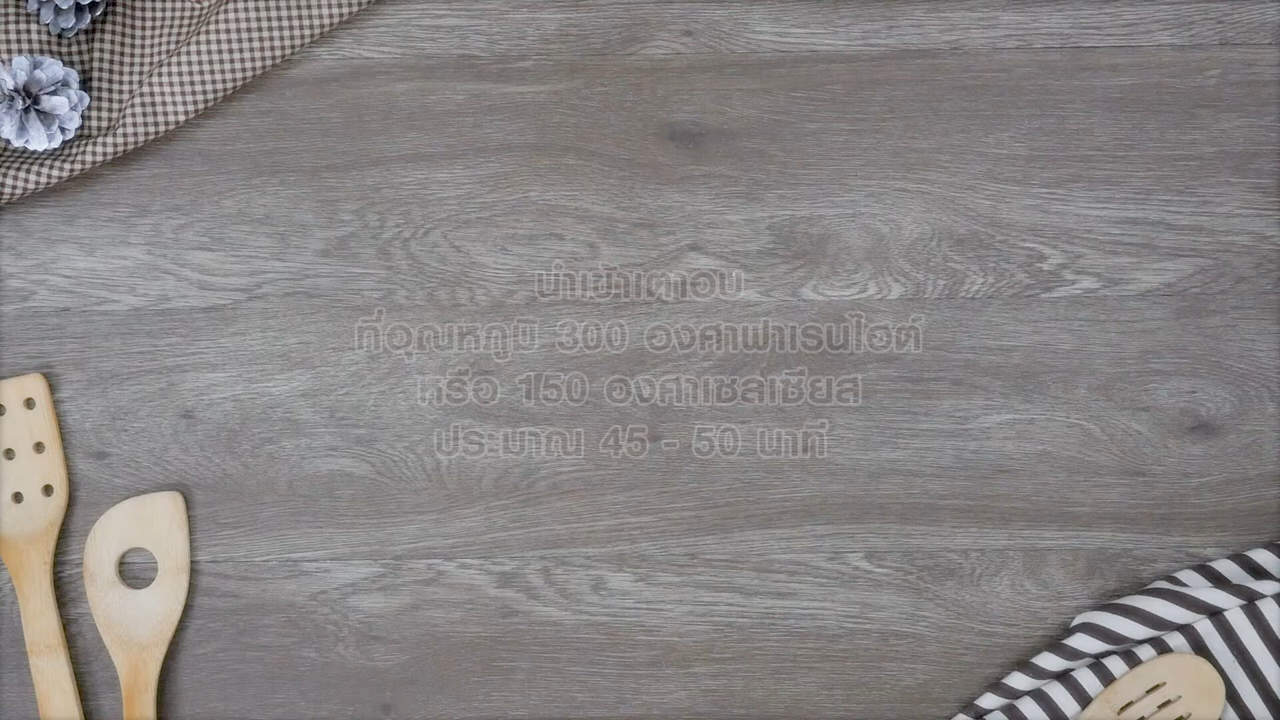 นำเข้าเตาอบ
ที่อุณหภูมิ 300 องศาฟาเรนไฮต์
หรือ 150 องศาเซลเซียส
ประมาณ 45 - 50 นาที